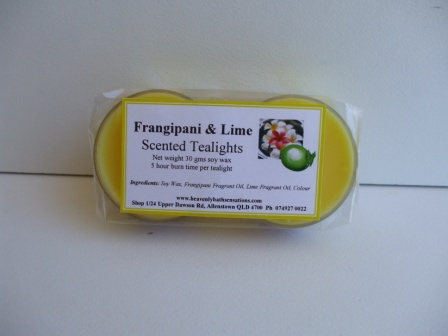 Frangipani & Lime
Scented Tealights
Net weight 30 gms soy wax
5 hour burn time per tealight
Ingredients: Soy Wax, Frangipani Fragrant Oil, Lime Fragrant Oil, Colour
www.heavenlybathsensations.com
Shop 1/24 Upper Dawson Rd, Allenstown QLD 4700 Ph 074927 0022